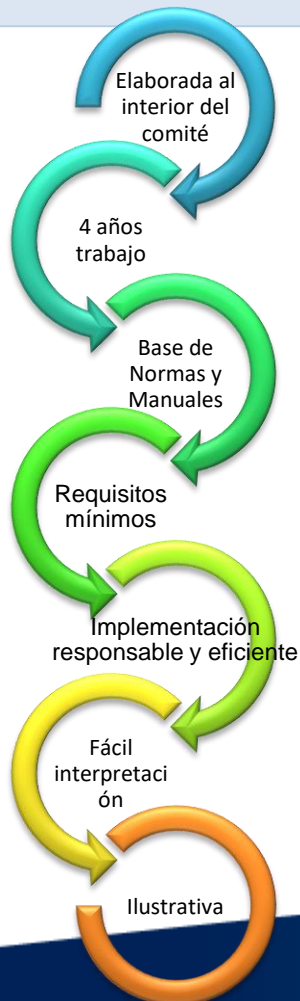 Elaborada al
interior del
comité
4 años
trabajo
Base de
Normas y
Manuales
Requisitos
mínimos
Implementación
responsable y eficiente
Fácil
interpretaci
ón
Ilustrativa